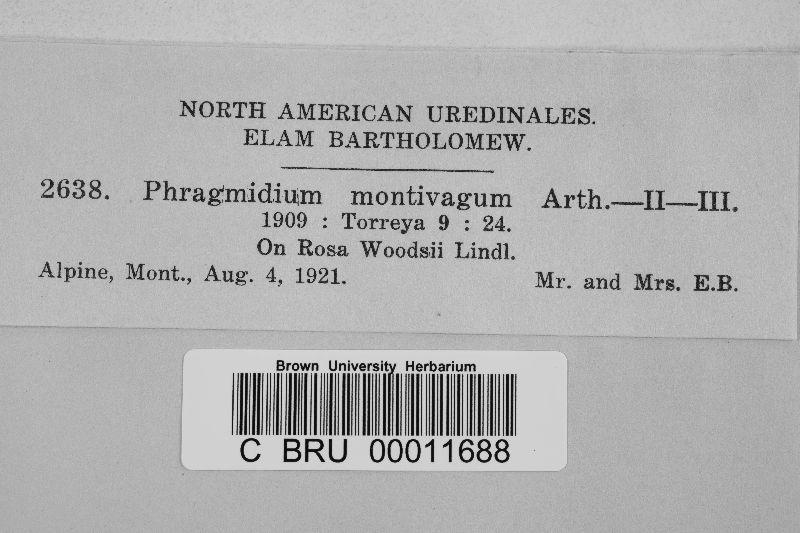 NORTH AMERICAN UREDINALES.
ELAM BARTHOLOMEW.
2638. Phragmidium montivagum Arth.—II—III.
1909 : Torreya 9 : 24.
On Rosa Woodsii Lindl.
Alpine, Mont., Aug. 4, 1921. Mr. and Mrs. E.B.
Brown University Herbarium
C BRU 00011688